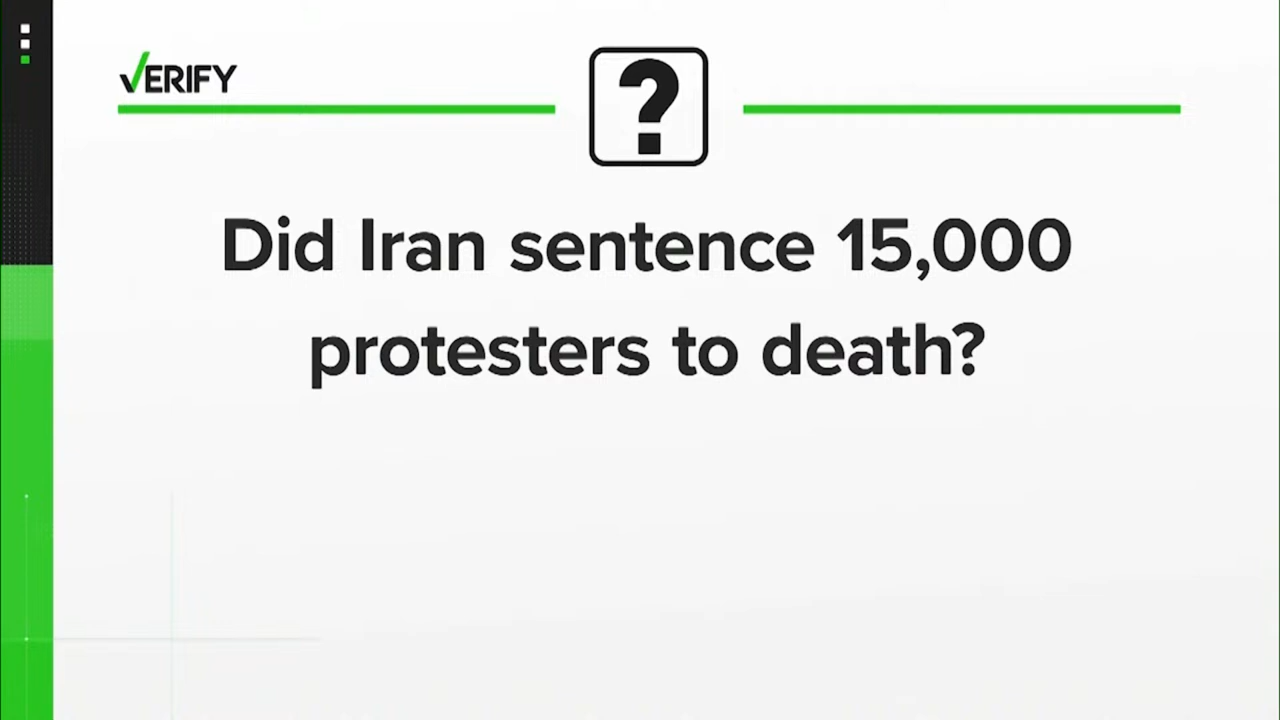 VERIFY
?
Did Iran sentence 15,000
protesters to death?